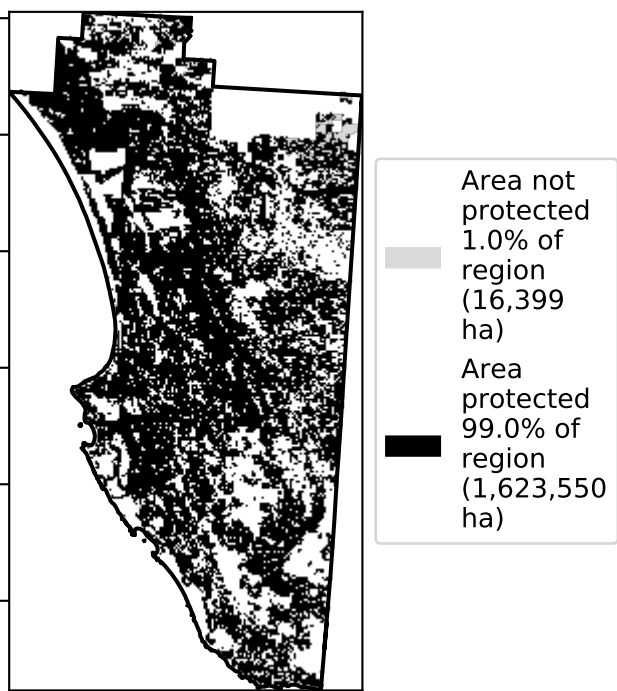 Area not
protected
1.0% of
region
(16,399
ha)
Area
protected
99.0% of
region
(1,623,550
ha)